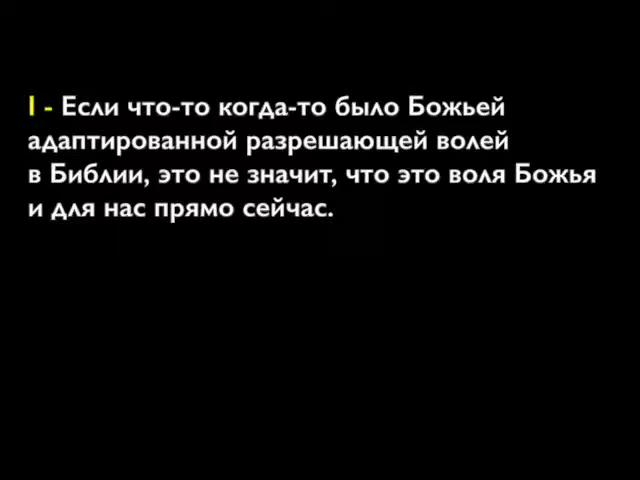 I - Если что-то когда-то было Божьей
адаптированной разрешающей волей
в Библии, это не значит, что это воля Божья
и для нас прямо сейчас.